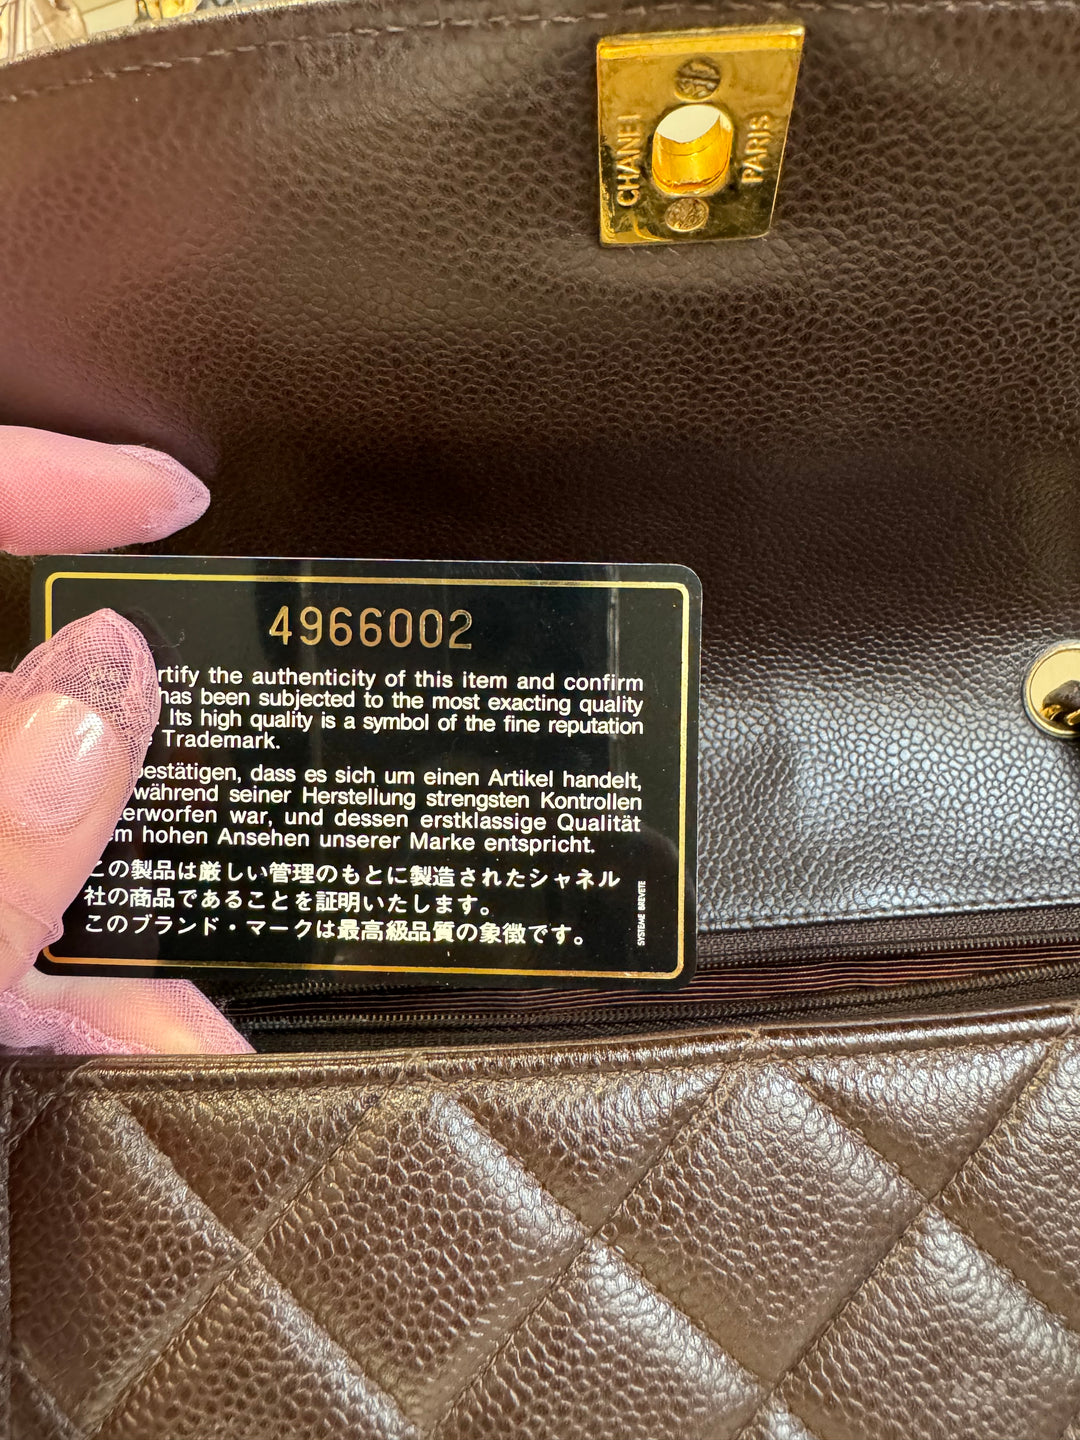 CHANEL
PARIS
4966002
rtify the authenticity of this item and confirm
has been subjected to the most exacting quality
. Its high quality is a symbol of the fine reputation
e Trademark.
bestätigen, dass es sich um einen Artikel handelt,
während seiner Herstellung strengsten Kontrollen
terworfen war, und dessen erstklassige Qualität
em hohen Ansehen unserer Marke entspricht.
この製品は厳しい管理のもとに製造されたシャネル
社の商品であることを証明いたします。
このブランド・マークは最高級品質の象徴です。
SYSTEME BREVETE